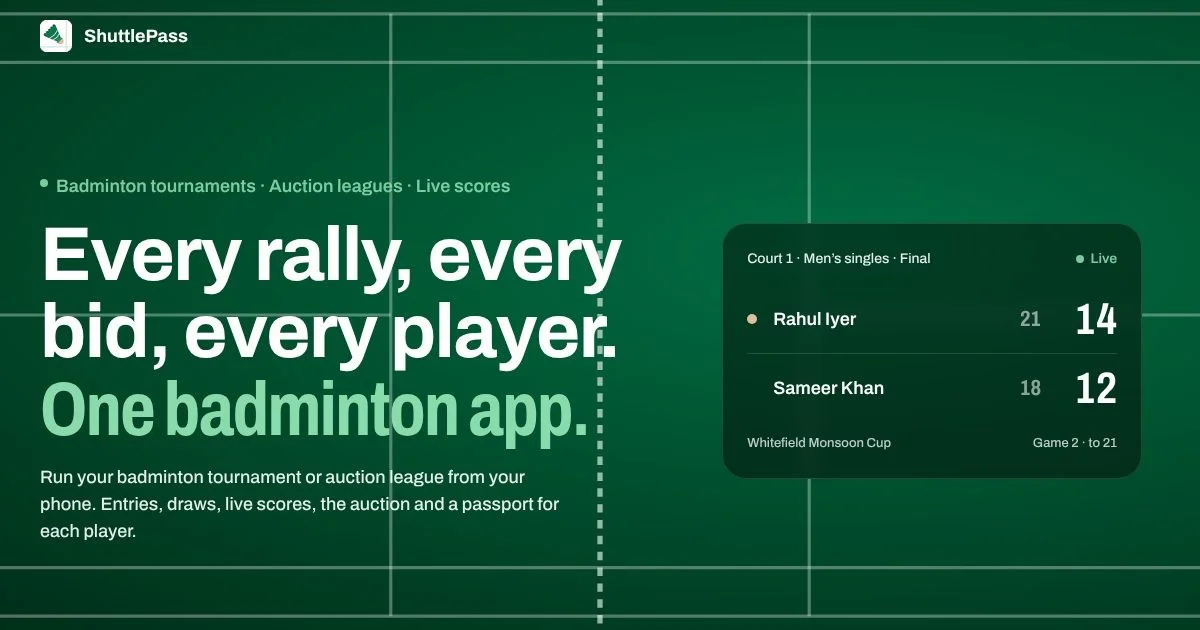 ShuttlePass
Badminton tournaments · Auction leagues · Live scores
Every rally, every
bid, every player.
One badminton app.
Run your badminton tournament or auction league from your
phone. Entries, draws, live scores, the auction and a passport for
each player.
Court 1 · Men's singles · Final
Live
Rahul Iyer 21 14
Sameer Khan 18 12
Whitefield Monsoon Cup
Game 2 · to 21